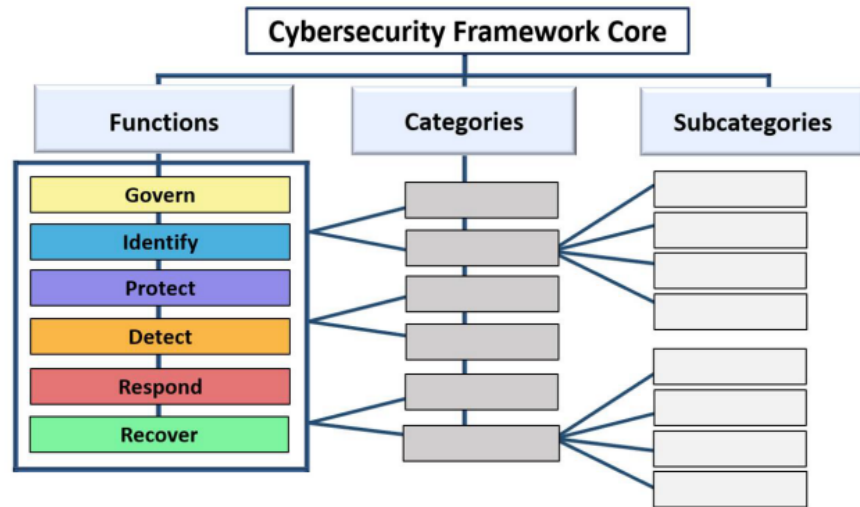 Cybersecurity Framework Core
Functions
Categories
Subcategories
Govern
Identify
Protect
Detect
Respond
Recover